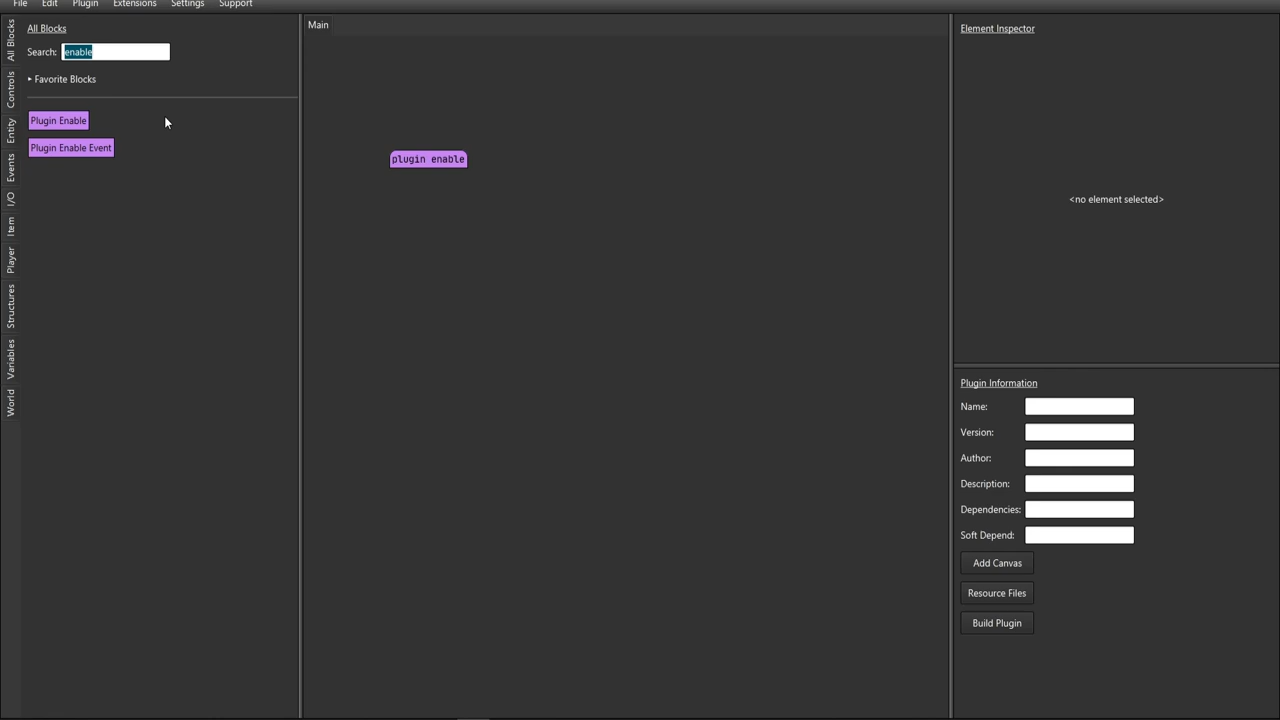 File Edit Plugin Extensions Settings Support
All Blocks
Controls
Entity
Events
I/O
Item
Player
Structures
Variables
World
All Blocks
Search: enable
Favorite Blocks
Plugin Enable
Plugin Enable Event
Main
plugin enable
Element Inspector
<no element selected>
Plugin Information
Name:
Version:
Author:
Description:
Dependencies:
Soft Depend:
Add Canvas
Resource Files
Build Plugin